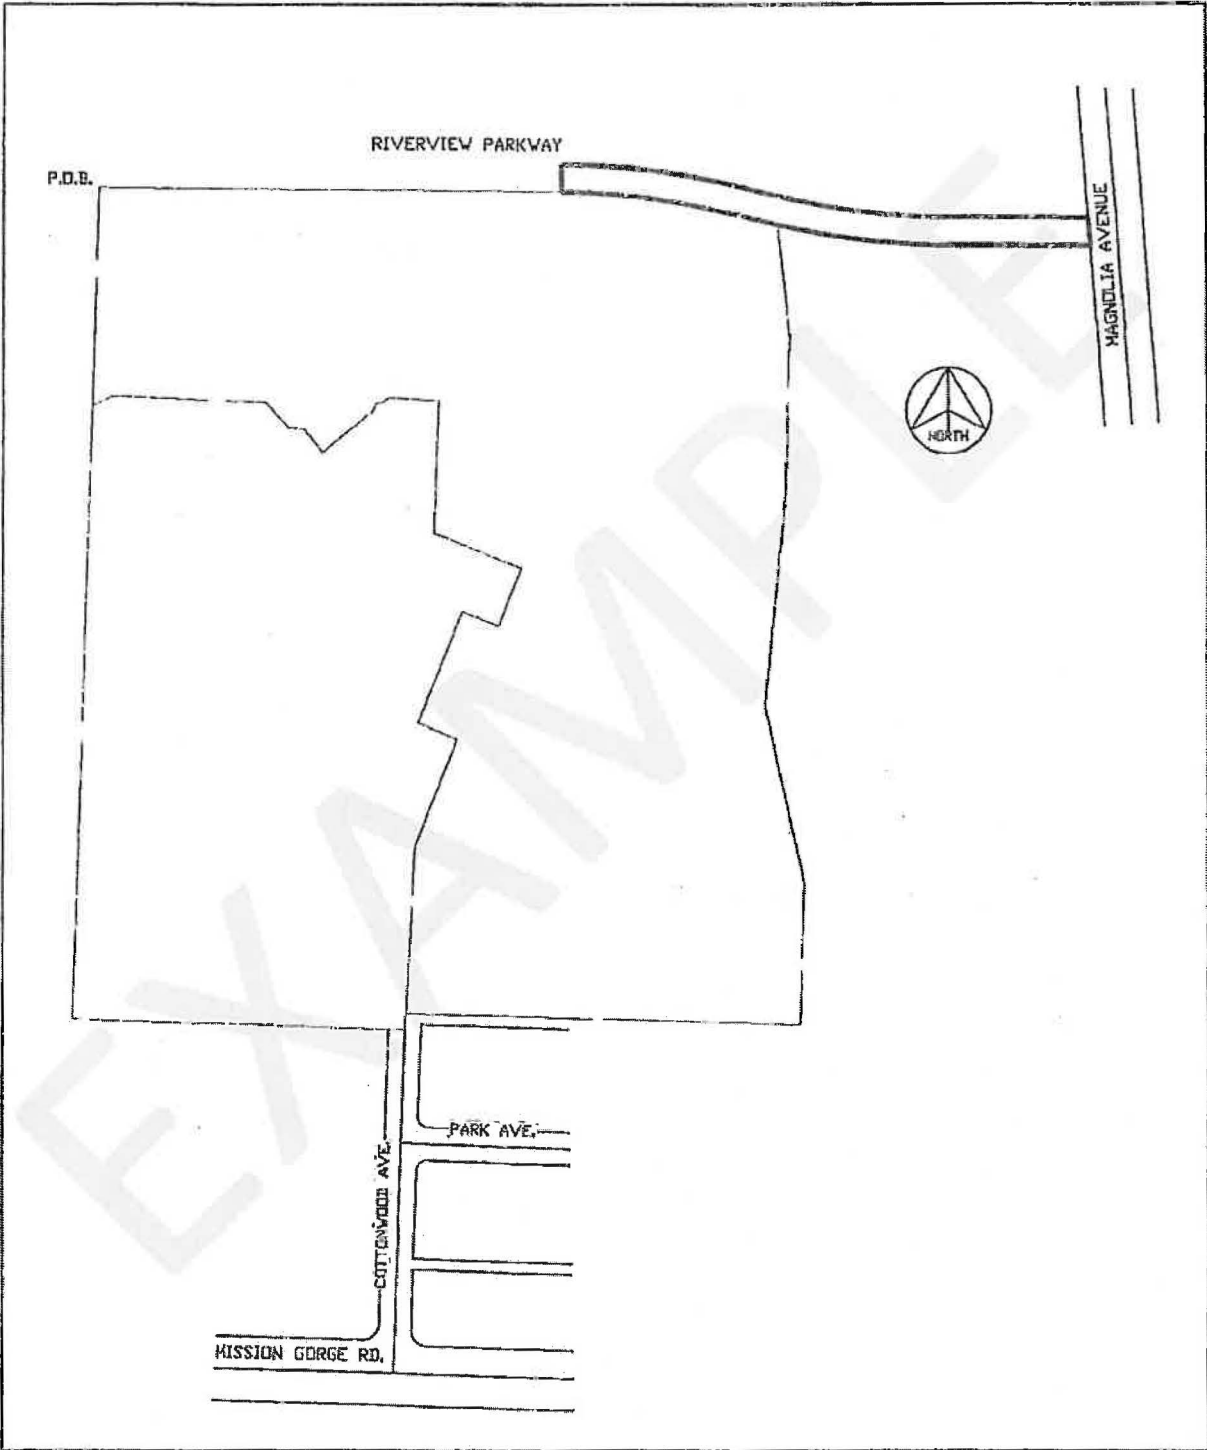 RIVERVIEW PARKWAY
P.O.B.
MAGNOLIA AVENUE
NORTH
EXAMPLE
PARK AVE.
COTTONWOOD AVE.
MISSION GORGE RD.